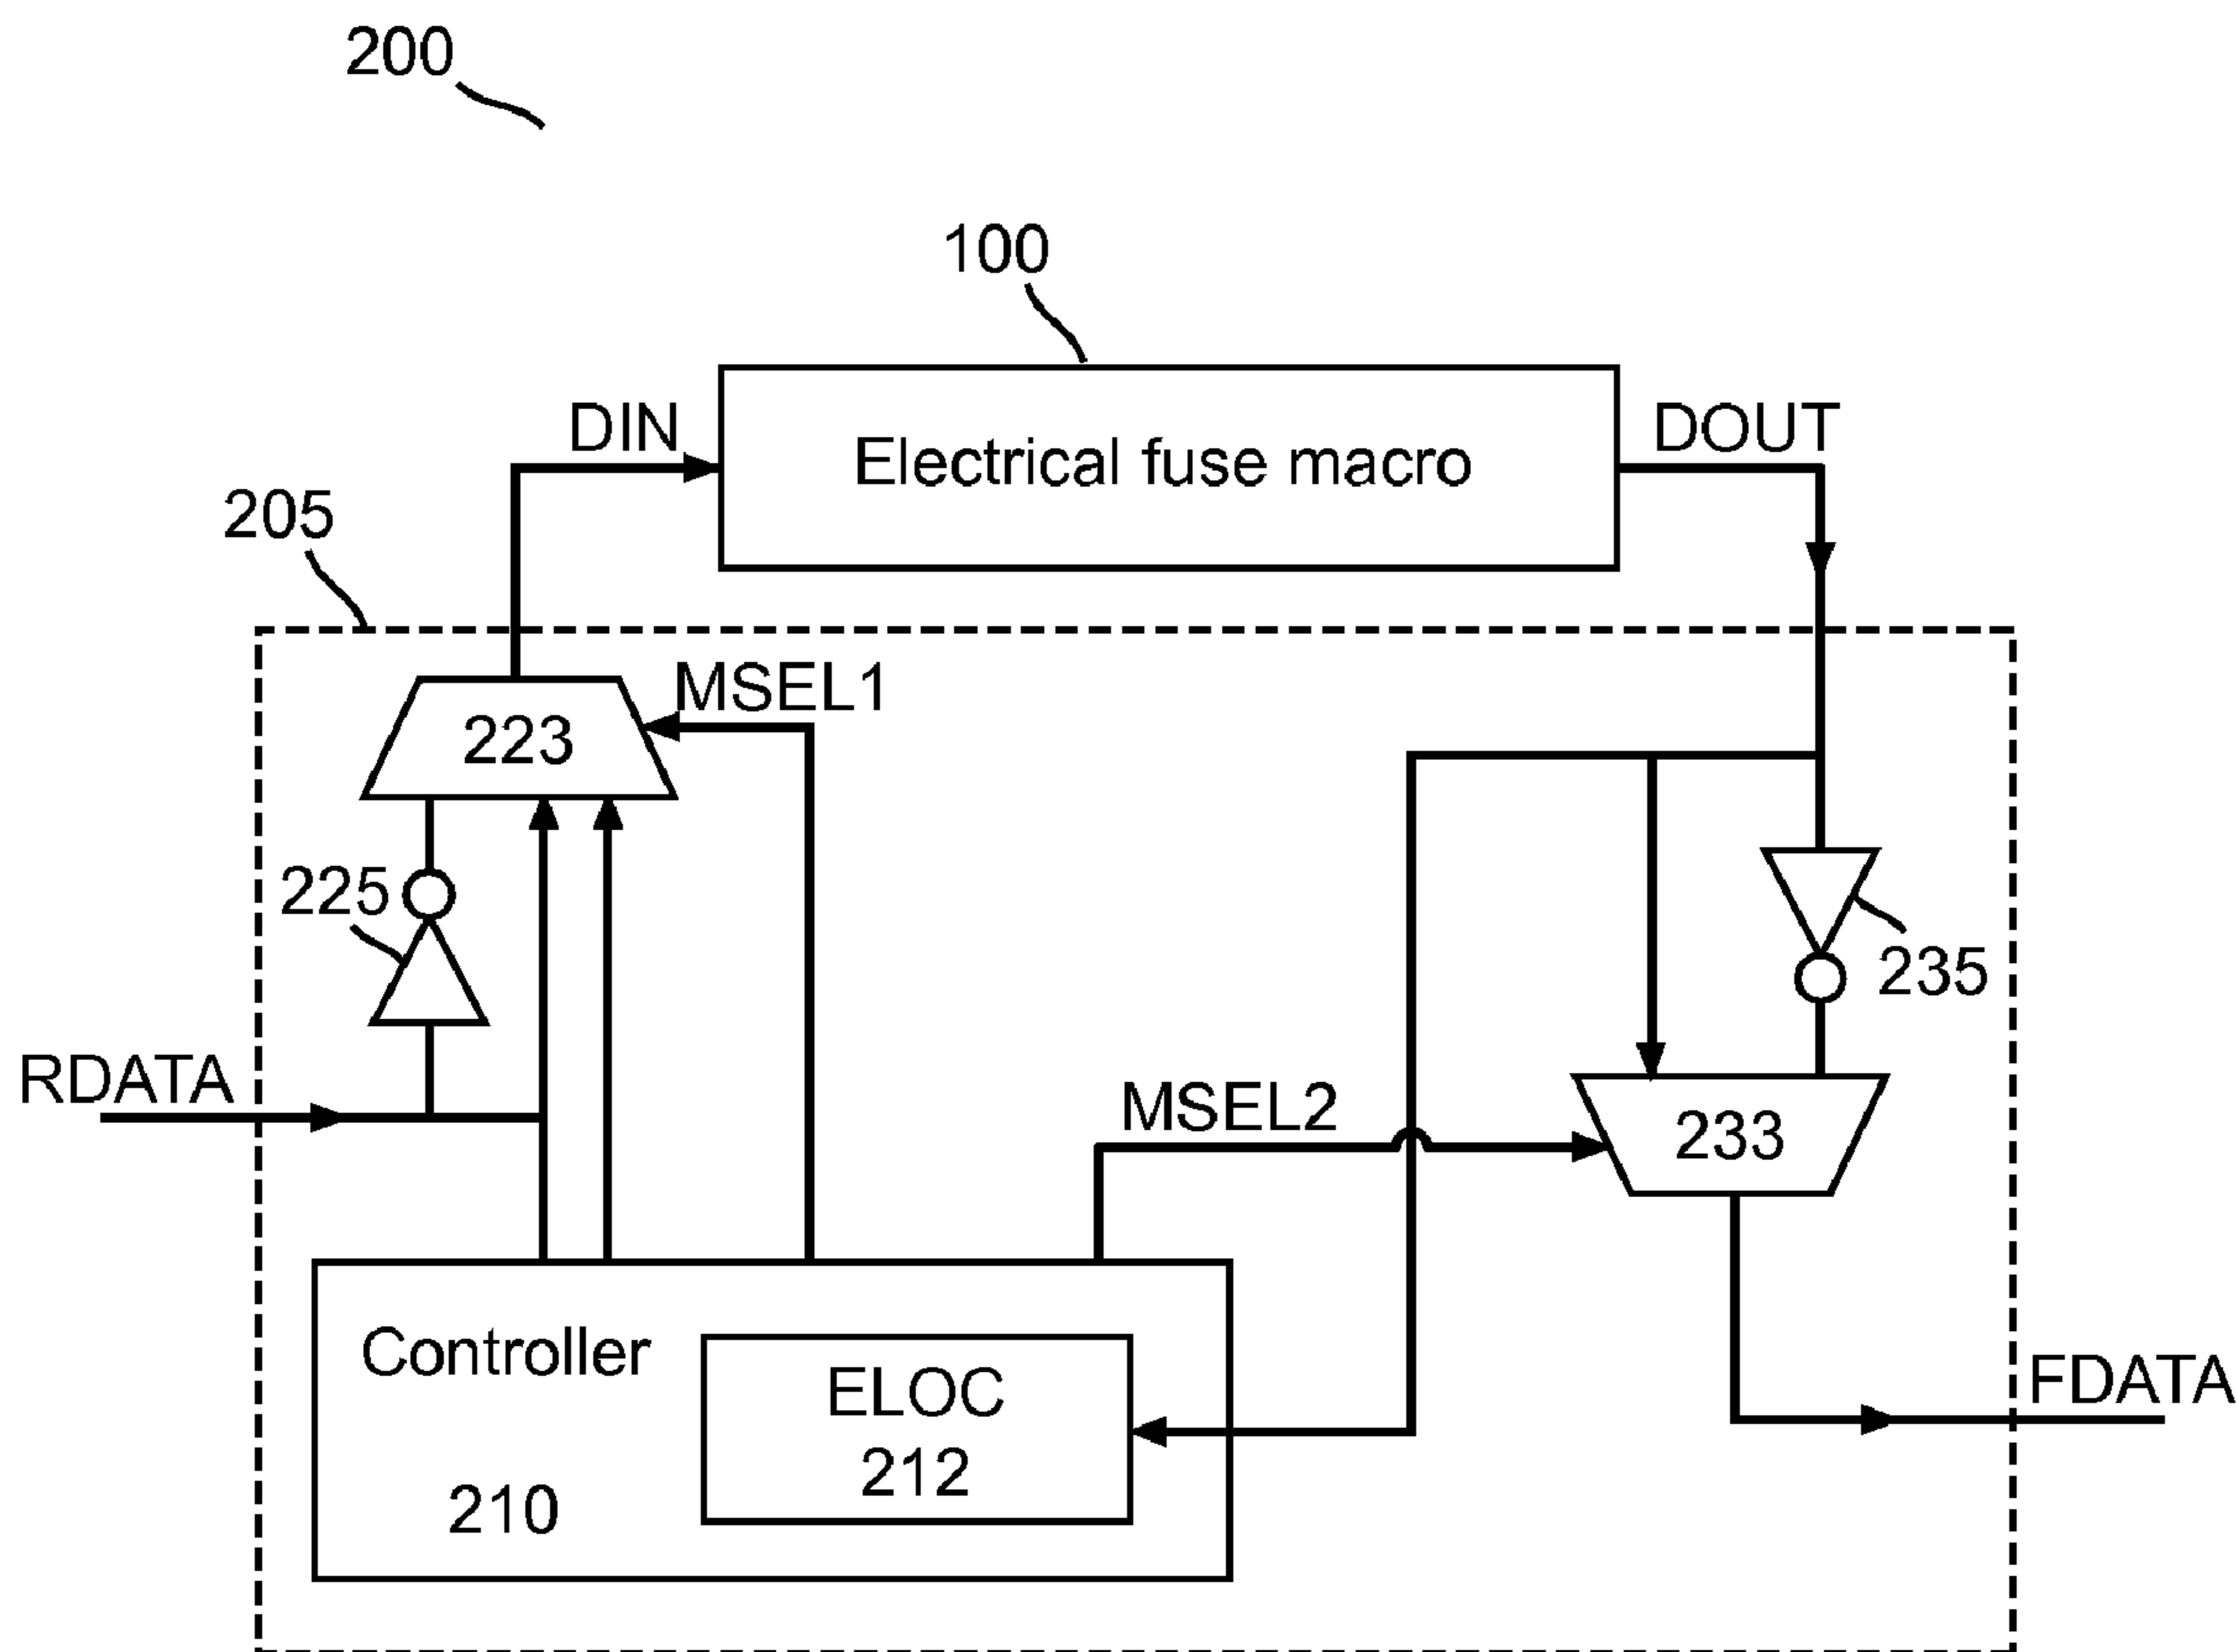 200
100
DIN
Electrical fuse macro
DOUT
205
MSEL1
223
225
235
RDATA
MSEL2
233
Controller
ELOC
FDATA
212
210